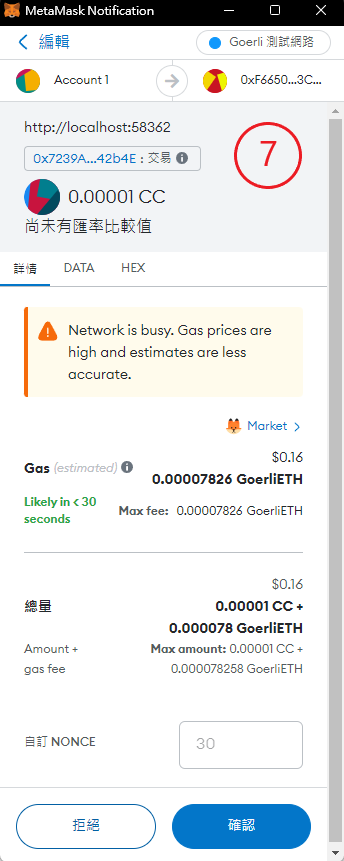 MetaMask Notification
編輯
Goerli 測試網路
Account 1
0xF6650...3C...
http://localhost:58362
7
0x7239A...42b4E : 交易
0.00001 CC
尚未有匯率比較值
詳情 DATA HEX
Network is busy. Gas prices are
high and estimates are less
accurate.
Market
$0.16
Gas (estimated)
0.00007826 GoerliETH
Likely in < 30
seconds
Max fee: 0.00007826 GoerliETH
$0.16
總量
0.00001 CC +
0.000078 GoerliETH
Amount +
gas fee
Max amount: 0.00001 CC +
0.000078258 GoerliETH
自訂 NONCE
30
拒絕
確認